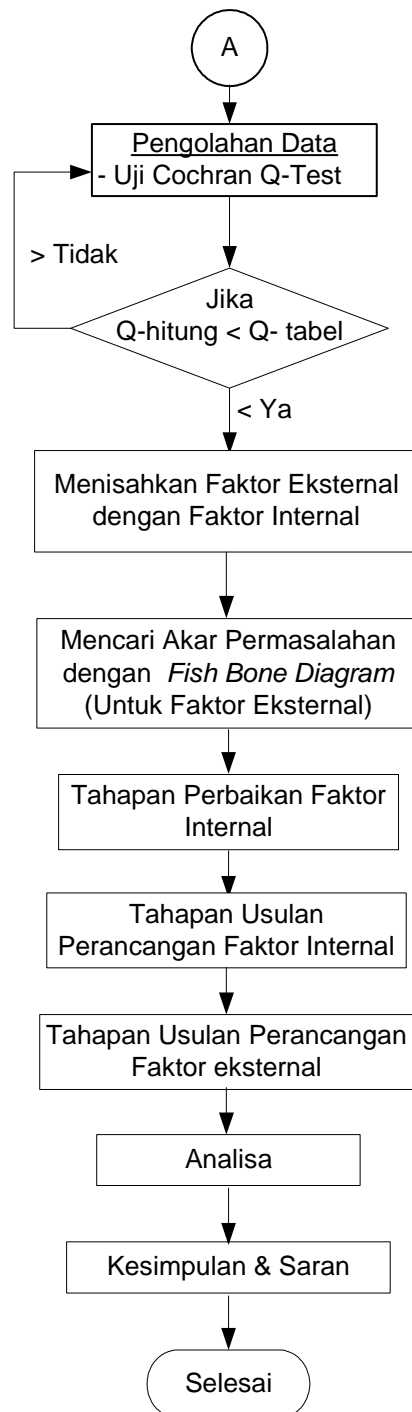 A
Pengolahan Data
- Uji Cochran Q-Test
> Tidak
Jika
Q-hitung < Q- tabel
< Ya
Menisahkan Faktor Eksternal
dengan Faktor Internal
Mencari Akar Permasalahan
dengan Fish Bone Diagram
(Untuk Faktor Eksternal)
Tahapan Perbaikan Faktor
Internal
Tahapan Usulan
Perancangan Faktor Internal
Tahapan Usulan Perancangan
Faktor eksternal
Analisa
Kesimpulan & Saran
Selesai